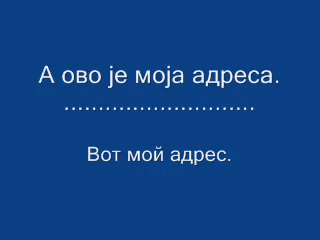 А ово је моја адреса.
............................
Вот мой адрес.